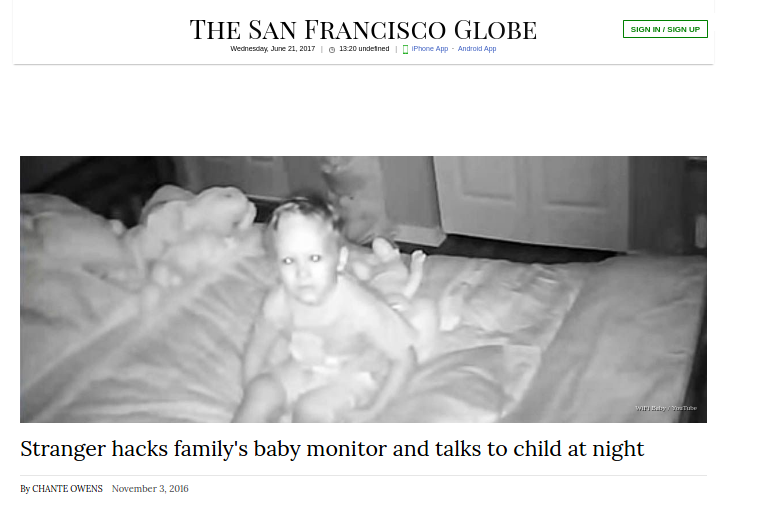 THE SAN FRANCISCO GLOBE
SIGN IN / SIGN UP
Wednesday, June 21, 2017 | 13:20 undefined | iPhone App - Android App
WiFi Baby / YouTube
Stranger hacks family's baby monitor and talks to child at night
By CHANTE OWENS November 3, 2016